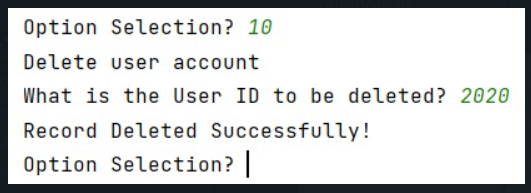 Option Selection? 10
Delete user account
What is the User ID to be deleted? 2020
Record Deleted Successfully!
Option Selection?